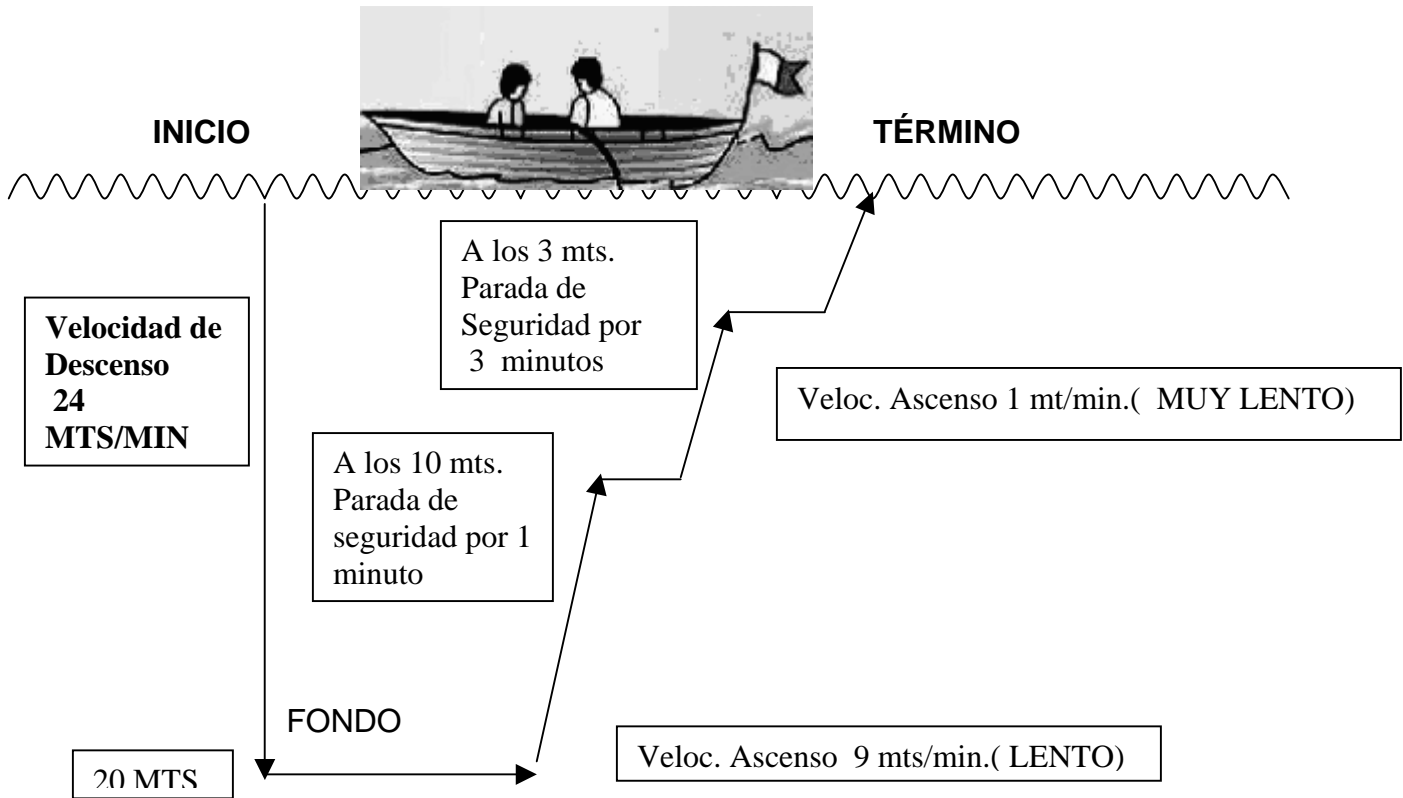 INICIO
TÉRMINO
A los 3 mts.
Parada de
Seguridad por
3 minutos
Velocidad de
Descenso
24
MTS/MIN
Veloc. Ascenso 1 mt/min.( MUY LENTO)
A los 10 mts.
Parada de
seguridad por 1
minuto
FONDO
Veloc. Ascenso 9 mts/min.( LENTO)
20 MTS